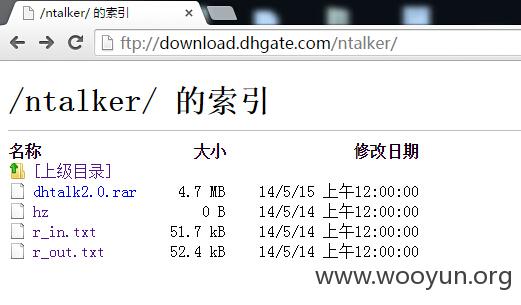 /ntalker/ 的索引
ftp://download.dhgate.com/ntalker/
/ntalker/ 的索引
名称 大小 修改日期
[上级目录]
dhtalk2.0.rar 4.7 MB 14/5/15 上午12:00:00
hz 0 B 14/5/14 上午12:00:00
r_in.txt 51.7 kB 14/5/14 上午12:00:00
r_out.txt 52.4 kB 14/5/14 上午12:00:00
www.wooyun.org